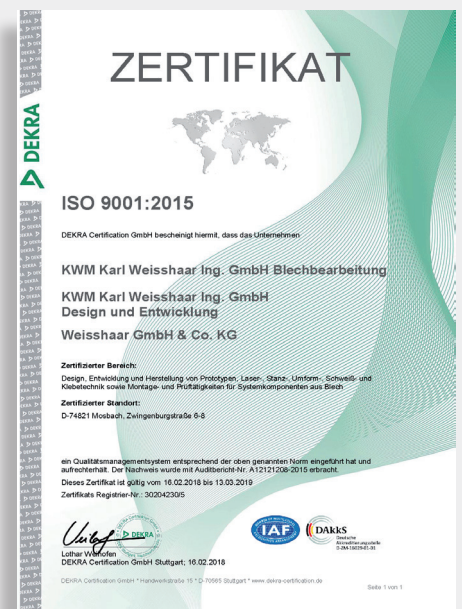 ZERTIFIKAT
DEKRA
ISO 9001:2015
DEKRA Certification GmbH bescheinigt hiermit, dass das Unternehmen
KWM Karl Weisshaar Ing. GmbH Blechbearbeitung
KWM Karl Weisshaar Ing. GmbH
Design und Entwicklung
Weisshaar GmbH & Co. KG
Zertifizierter Bereich:
Design, Entwicklung und Herstellung von Prototypen, Laser-, Stanz-, Umform-, Schweiß- und
Klebetechnik sowie Montage- und Prüftätigkeiten für Systemkomponenten aus Blech
Zertifizierter Standort:
D-74821 Mosbach, Zwingenburgstraße 6-8
ein Qualitätsmanagementsystem entsprechend der oben genannten Norm eingeführt hat und
aufrechterhält. Der Nachweis wurde mit Auditbericht-Nr. A12121208-2015 erbracht.
Dieses Zertifikat ist gültig vom 16.02.2018 bis 13.03.2019
Zertifikats Registrier-Nr.: 30204230/5
DEKRA
IAF
DAkkS
Deutsche
Akkreditierungsstelle
D-ZM-16029-01-01
Lothar Weihofen
DEKRA Certification GmbH Stuttgart; 16.02.2018
DEKRA Certification GmbH * Handwerkstraße 15 * D-70565 Stuttgart * www.dekra-certification.de
Seite 1 von 1